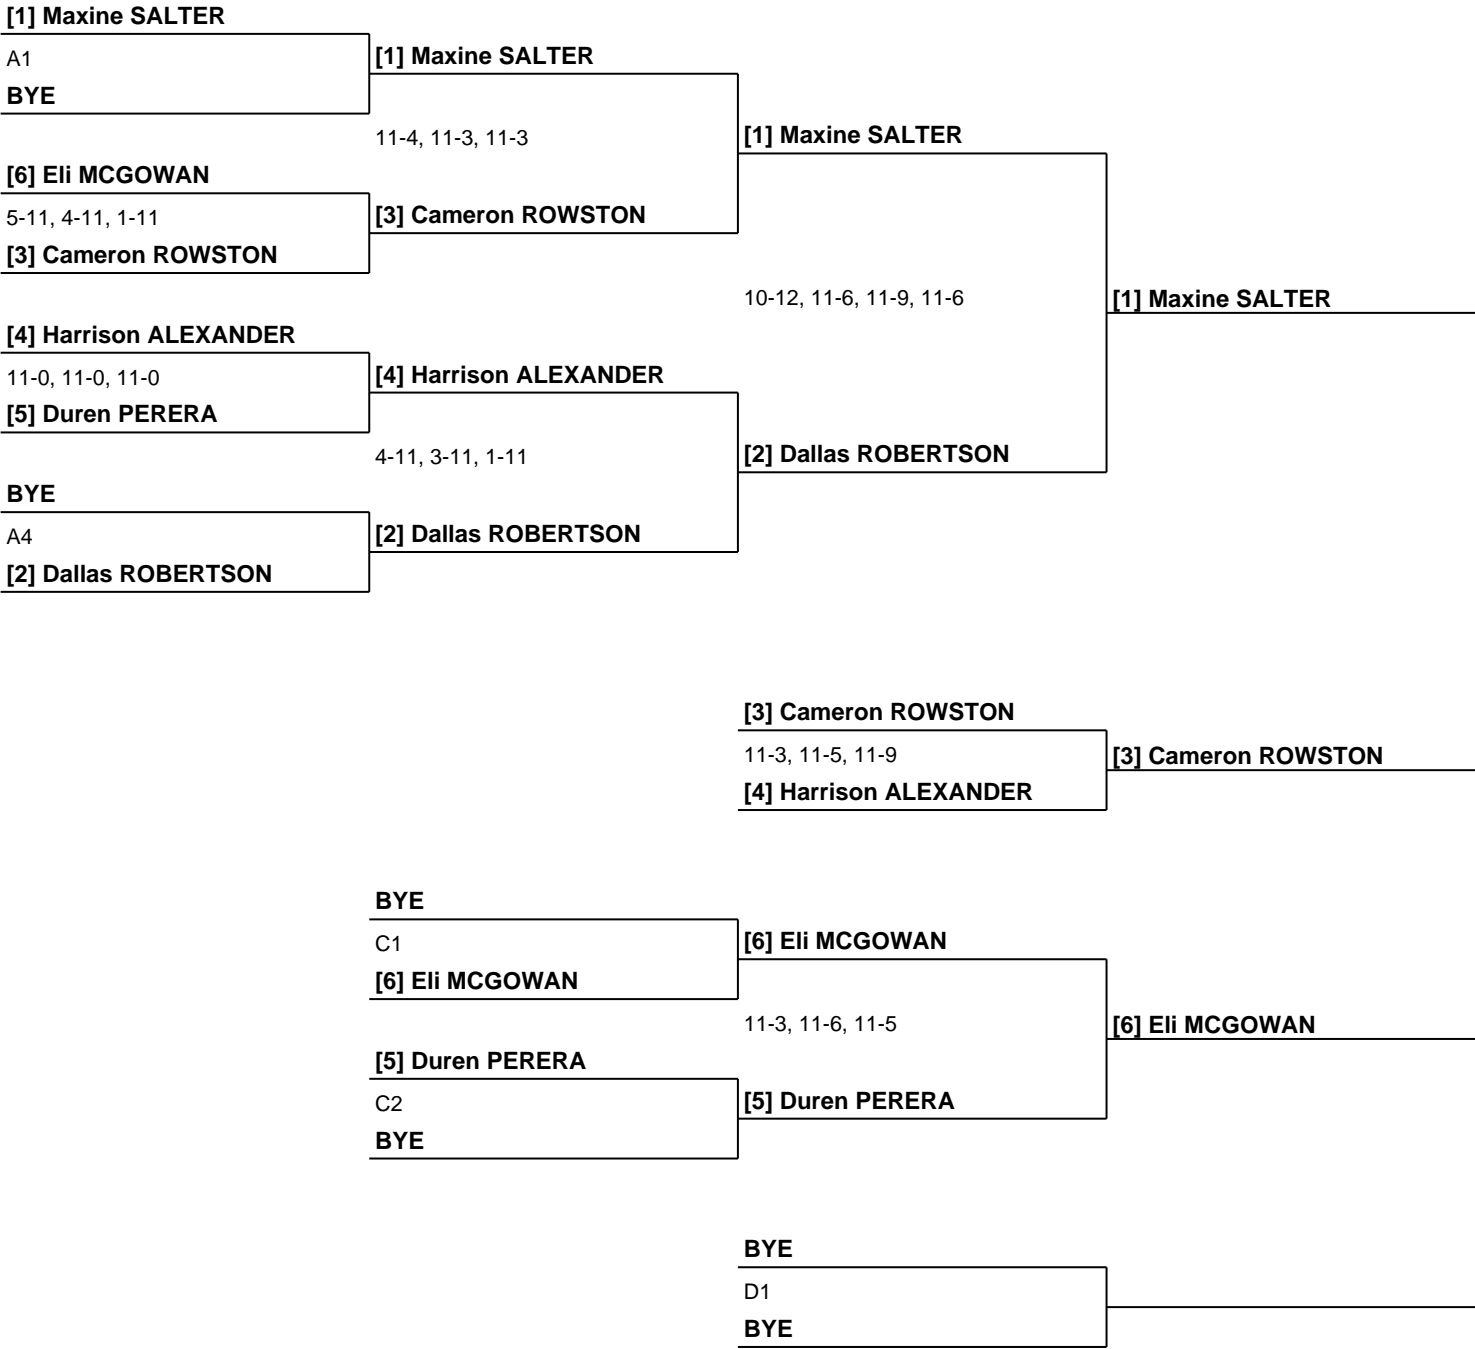 [1] Maxine SALTER
A1
BYE
[1] Maxine SALTER
11-4, 11-3, 11-3
[1] Maxine SALTER
[6] Eli MCGOWAN
5-11, 4-11, 1-11
[3] Cameron ROWSTON
[3] Cameron ROWSTON
10-12, 11-6, 11-9, 11-6
[1] Maxine SALTER
[4] Harrison ALEXANDER
11-0, 11-0, 11-0
[5] Duren PERERA
[4] Harrison ALEXANDER
4-11, 3-11, 1-11
[2] Dallas ROBERTSON
BYE
A4
[2] Dallas ROBERTSON
[2] Dallas ROBERTSON
[3] Cameron ROWSTON
11-3, 11-5, 11-9
[4] Harrison ALEXANDER
[3] Cameron ROWSTON
BYE
C1
[6] Eli MCGOWAN
[6] Eli MCGOWAN
11-3, 11-6, 11-5
[6] Eli MCGOWAN
[5] Duren PERERA
C2
BYE
[5] Duren PERERA
BYE
D1
BYE